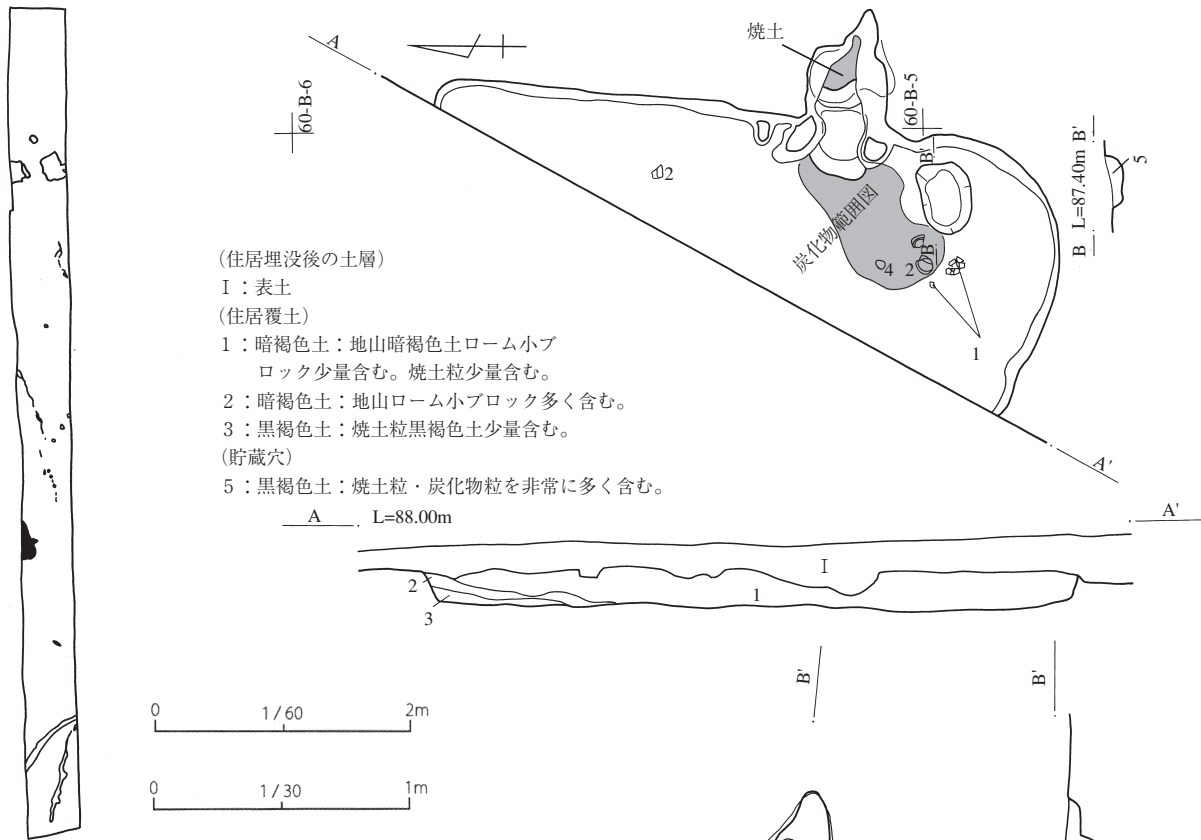 焼土
A
60-B-6
60-B-5
B'
2
炭化物範囲図
4 2
B
1
B L=87.40m B'
5
A'
(住居埋没後の土層)
Ⅰ：表土
(住居覆土)
1：暗褐色土：地山暗褐色土ローム小ブ
ロック少量含む。焼土粒少量含む。
2：暗褐色土：地山ローム小ブロック多く含む。
3：黒褐色土：焼土粒黒褐色土少量含む。
(貯蔵穴)
5：黒褐色土：焼土粒・炭化物粒を非常に多く含む。
A L=88.00m A'
Ⅰ
2
1
3
B' B'
0 1/60 2m
0 1/30 1m